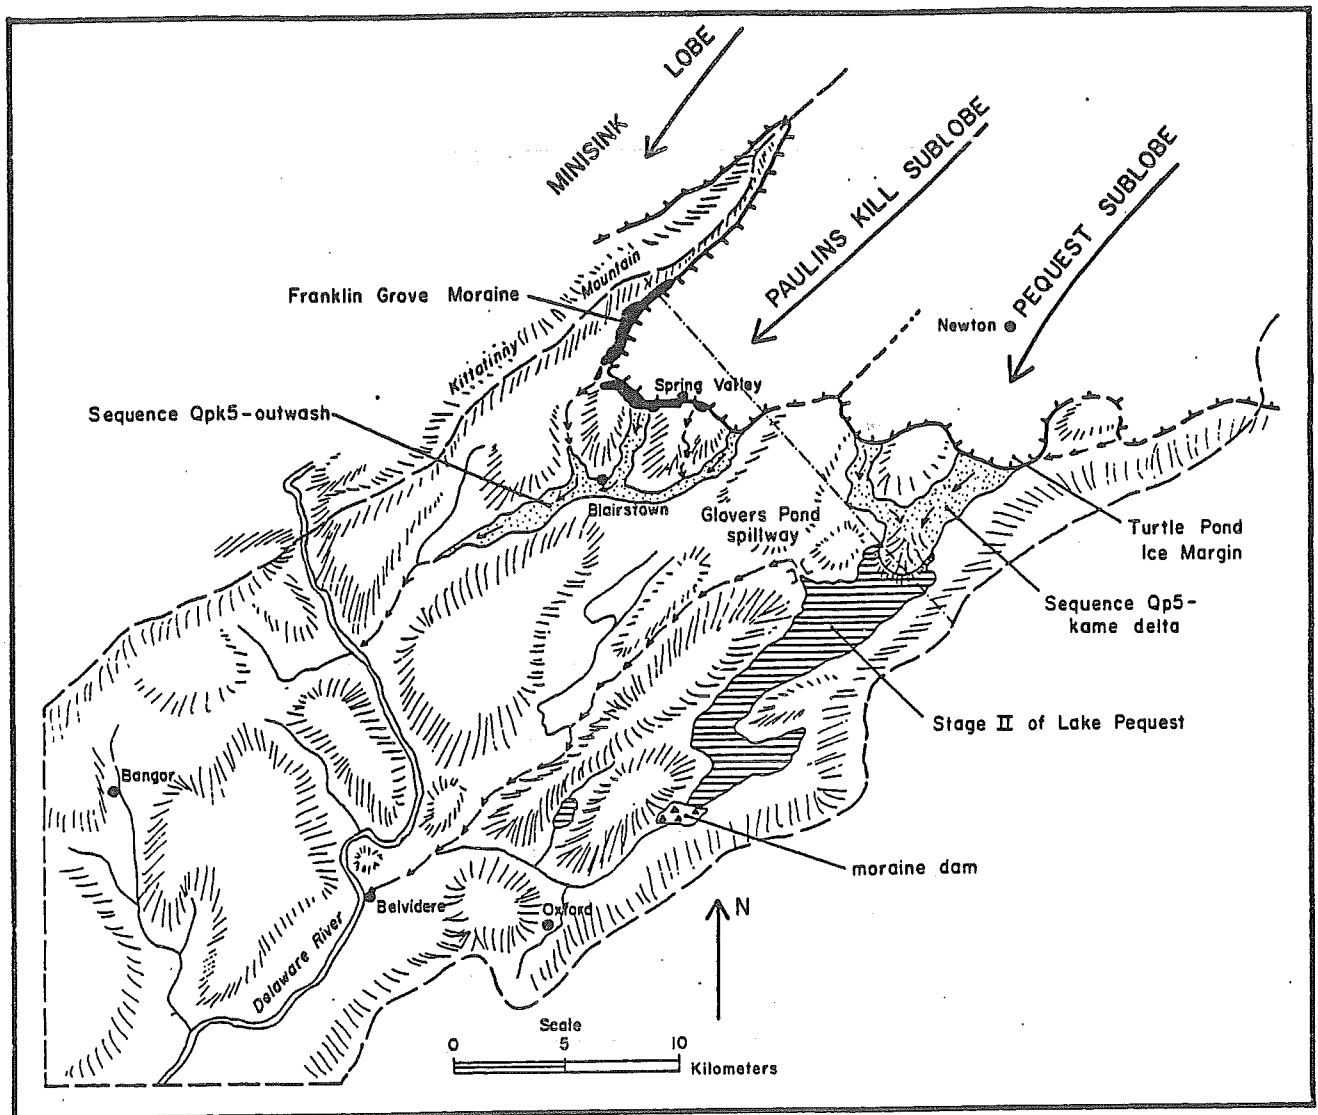 MINISINK LOBE
PAULINS KILL SUBLOBE
PEQUEST SUBLOBE
Kittatinny Mountain
Franklin Grove Moraine
Newton
Spring Valley
Sequence Qpk5-outwash
Blairstown
Glovers Pond
spillway
Turtle Pond
Ice Margin
Sequence Qp5-
kame delta
Stage II of Lake Pequest
Bangor
moraine dam
Belvidere
Oxford
Delaware River
N
Scale
0 5 10
Kilometers